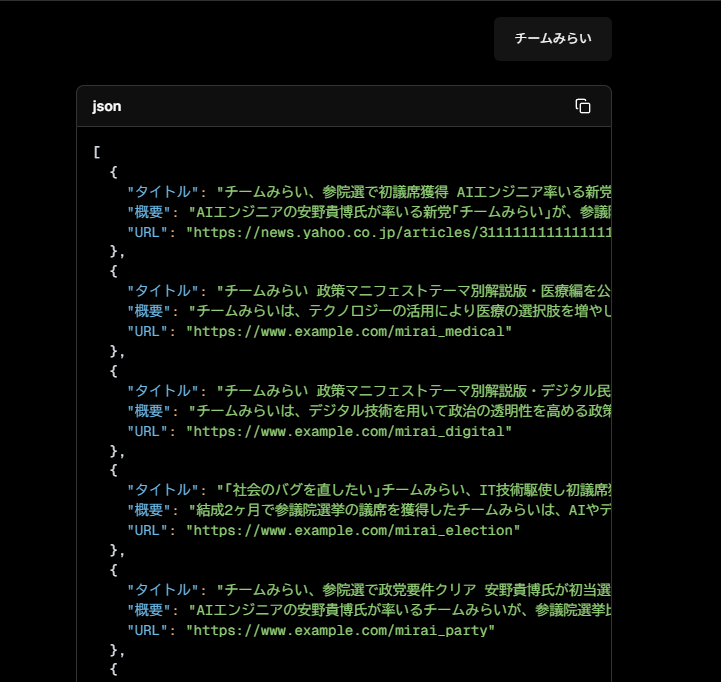 チームみらい
json
[
{
"タイトル": "チームみらい、参院選で初議席獲得 AIエンジニア率いる新党
"概要": "AIエンジニアの安野貴博氏が率いる新党「チームみらい」が、参議院
"URL": "https://news.yahoo.co.jp/articles/3111111111111111
},
{
"タイトル": "チームみらい 政策マニフェストテーマ別解説版・医療編を公
"概要": "チームみらいは、テクノロジーの活用により医療の選択肢を増やし
"URL": "https://www.example.com/mirai_medical"
},
{
"タイトル": "チームみらい 政策マニフェストテーマ別解説版・デジタル民
"概要": "チームみらいは、デジタル技術を用いて政治の透明性を高める政策
"URL": "https://www.example.com/mirai_digital"
},
{
"タイトル": "「社会のバグを直したい」チームみらい、IT技術駆使し初議席獲
"概要": "結成2ヶ月で参議院選挙の議席を獲得したチームみらいは、AIやデ
"URL": "https://www.example.com/mirai_election"
},
{
"タイトル": "チームみらい、参院選で政党要件クリア 安野貴博氏が初当選
"概要": "AIエンジニアの安野貴博氏が率いるチームみらいが、参議院選挙比
"URL": "https://www.example.com/mirai_party"
},
{